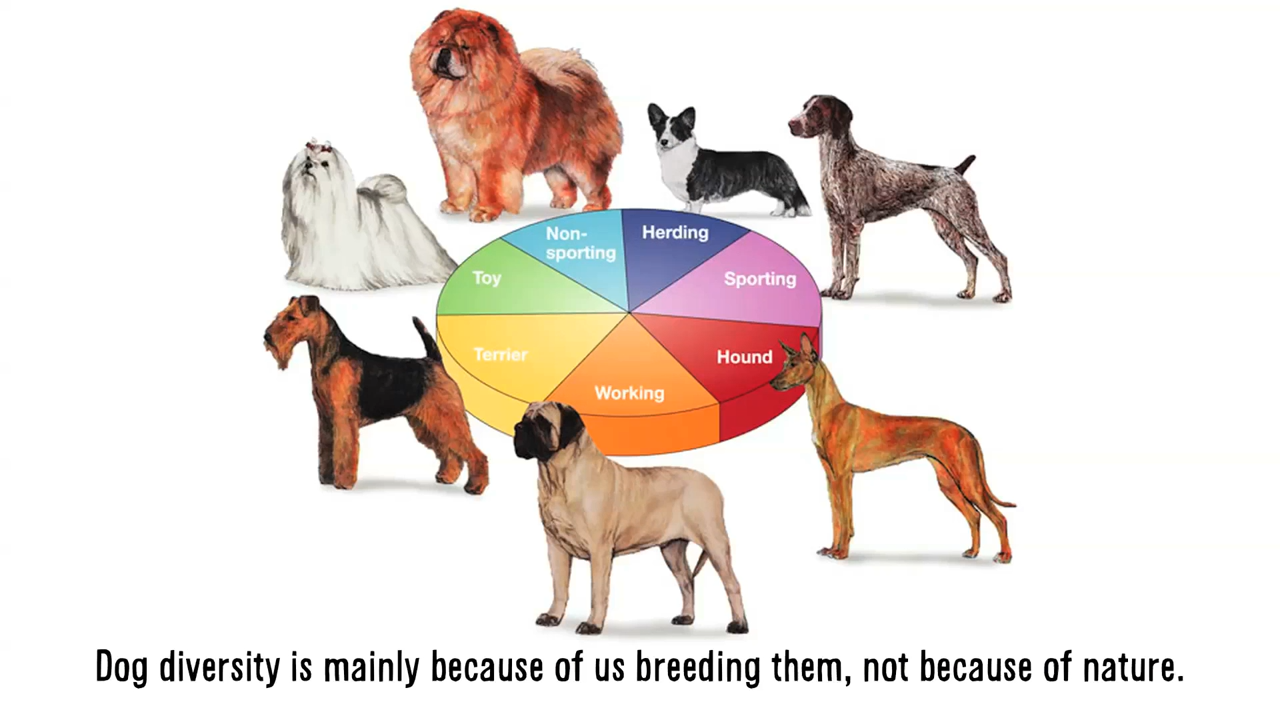 Non-
sporting
Herding
Toy
Sporting
Terrier
Hound
Working
Dog diversity is mainly because of us breeding them, not because of nature.